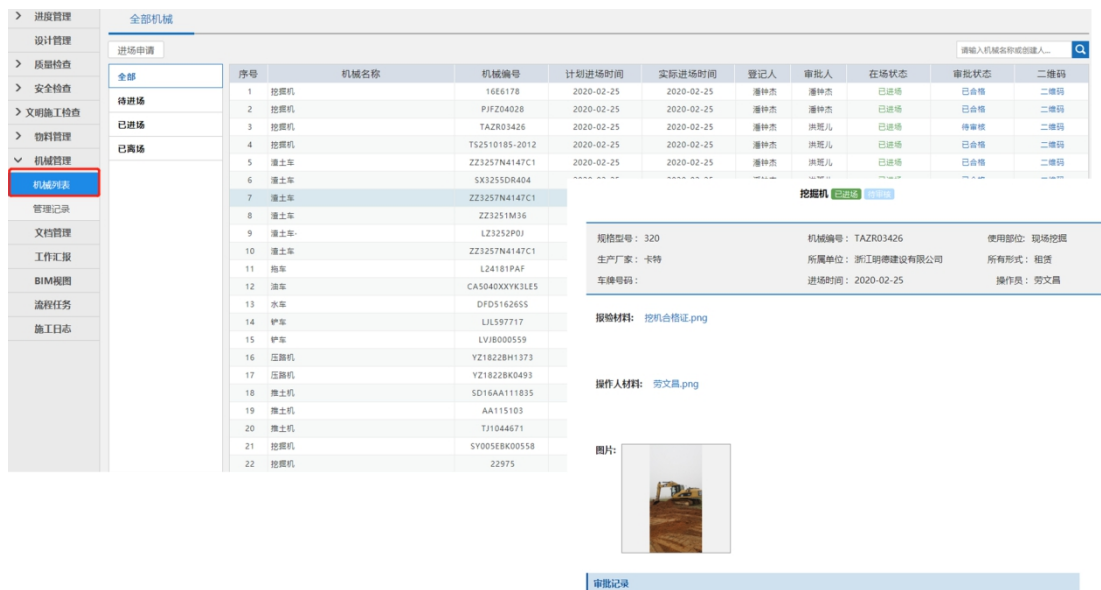 进度管理
设计管理
质量检查
安全检查
文明施工检查
物料管理
机械管理
机械列表
管理记录
文档管理
工作汇报
BIM视图
流程任务
施工日志
全部机械
进场申请
请输入机械名称或创建人...
全部
待进场
已进场
已离场
序号 机械名称 机械编号 计划进场时间 实际进场时间 登记人 审批人 在场状态 审批状态 二维码
1 挖掘机 16E6178 2020-02-25 2020-02-25 潘钟杰 潘钟杰 已进场 已合格 二维码
2 挖掘机 PJFZ04028 2020-02-25 2020-02-25 潘钟杰 潘钟杰 已进场 已合格 二维码
3 挖掘机 TAZR03426 2020-02-25 2020-02-25 潘钟杰 洪班儿 已进场 待审核 二维码
4 挖掘机 TS2510185-2012 2020-02-25 2020-02-25 潘钟杰 洪班儿 已进场 已合格 二维码
5 渣土车 ZZ3257N4147C1 2020-02-25 2020-02-25 潘钟杰 洪班儿 已进场 已合格 二维码
6 渣土车 SX3255DR404
7 渣土车 ZZ3257N4147C1
8 渣土车 ZZ3251M36
9 渣土车- LZ3252P0J
10 渣土车 ZZ3257N4147C1
11 拖车 L24181PAF
12 油车 CA5040XXYK3LE5
13 水车 DFD51626SS
14 铲车 LJL597717
15 铲车 LVJB000559
16 压路机 YZ1822BH1373
17 压路机 YZ1822BK0493
18 推土机 SD16AA111835
19 推土机 AA115103
20 推土机 TJ1044671
21 挖掘机 SY005EBK00558
22 挖掘机 22975
挖掘机 已进场 待审核
规格型号：320 机械编号：TAZR03426 使用部位: 现场挖掘
生产厂家：卡特 所属单位：浙江明德建设有限公司 所有形式：租赁
车牌号码： 进场时间：2020-02-25 操作员：劳文昌
报验材料: 挖机合格证.png
操作人材料: 劳文昌.png
图片:
审批记录